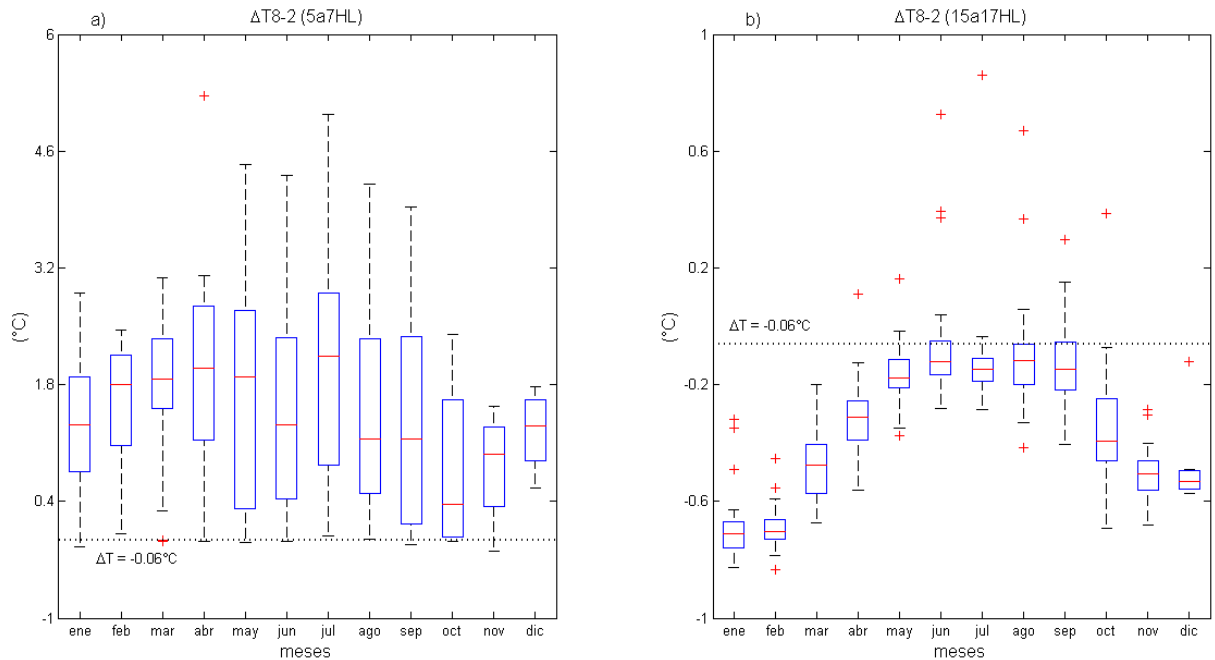 a)
ΔT8-2 (5a7HL)
6
4.6
3.2
1.8
0.4
-1
(°C)
ΔT = -0.06°C
ene feb mar abr may jun jul ago sep oct nov dic
meses
b)
ΔT8-2 (15a17HL)
1
0.6
0.2
-0.2
-0.6
-1
(°C)
ΔT = -0.06°C
ene feb mar abr may jun jul ago sep oct nov dic
meses